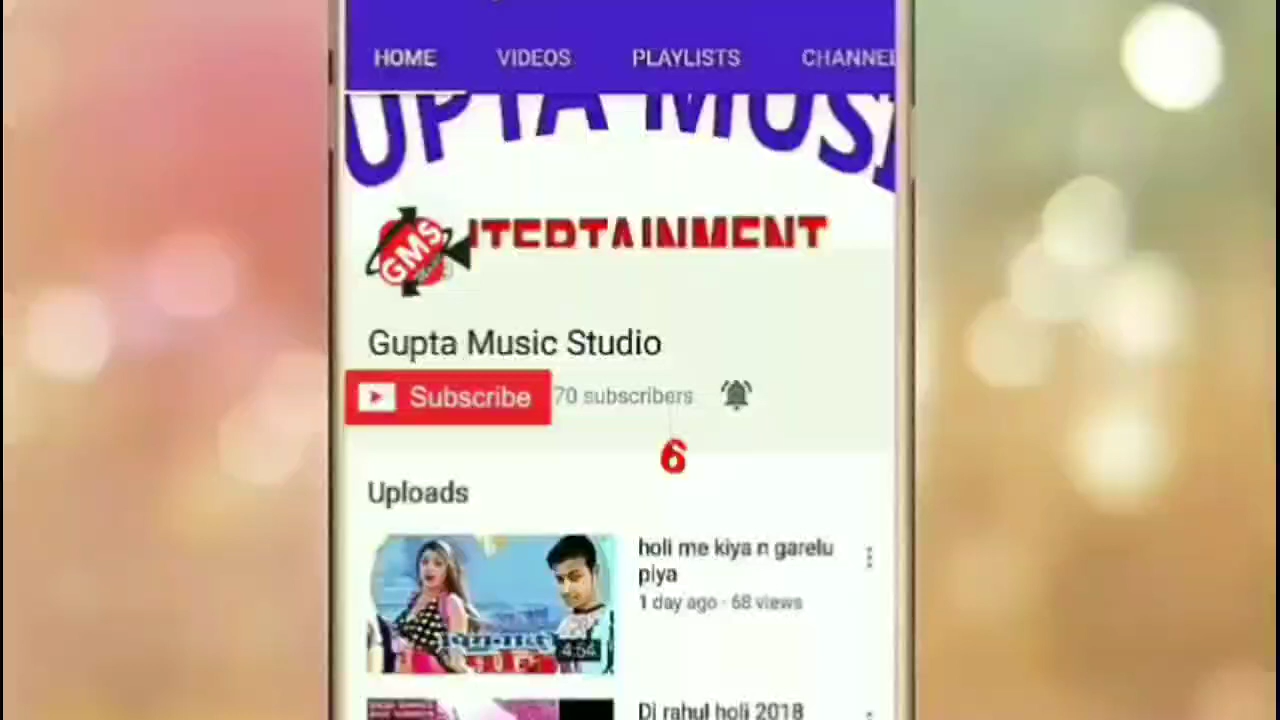 HOME VIDEOS PLAYLISTS CHANNEL
UPTA MUSI
GMS
NTERTAINMENT
Gupta Music Studio
Subscribe 70 subscribers
6
Uploads
holi me kiya n garelu
piya
1 day ago · 68 views
4:54
Dj rahul holi 2018